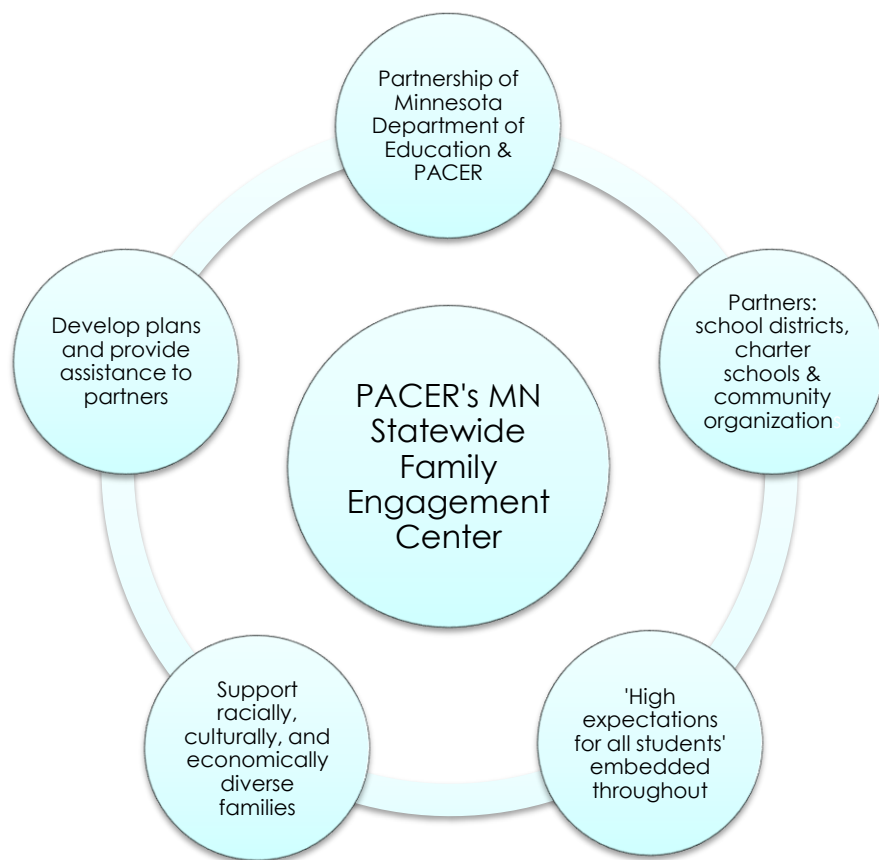 Partnership of
Minnesota
Department of
Education &
PACER
Partners:
school districts,
charter
schools &
community
organization
'High
expectations
for all students'
embedded
throughout
Support
racially,
culturally, and
economically
diverse
families
Develop plans
and provide
assistance to
partners
PACER's MN
Statewide
Family
Engagement
Center